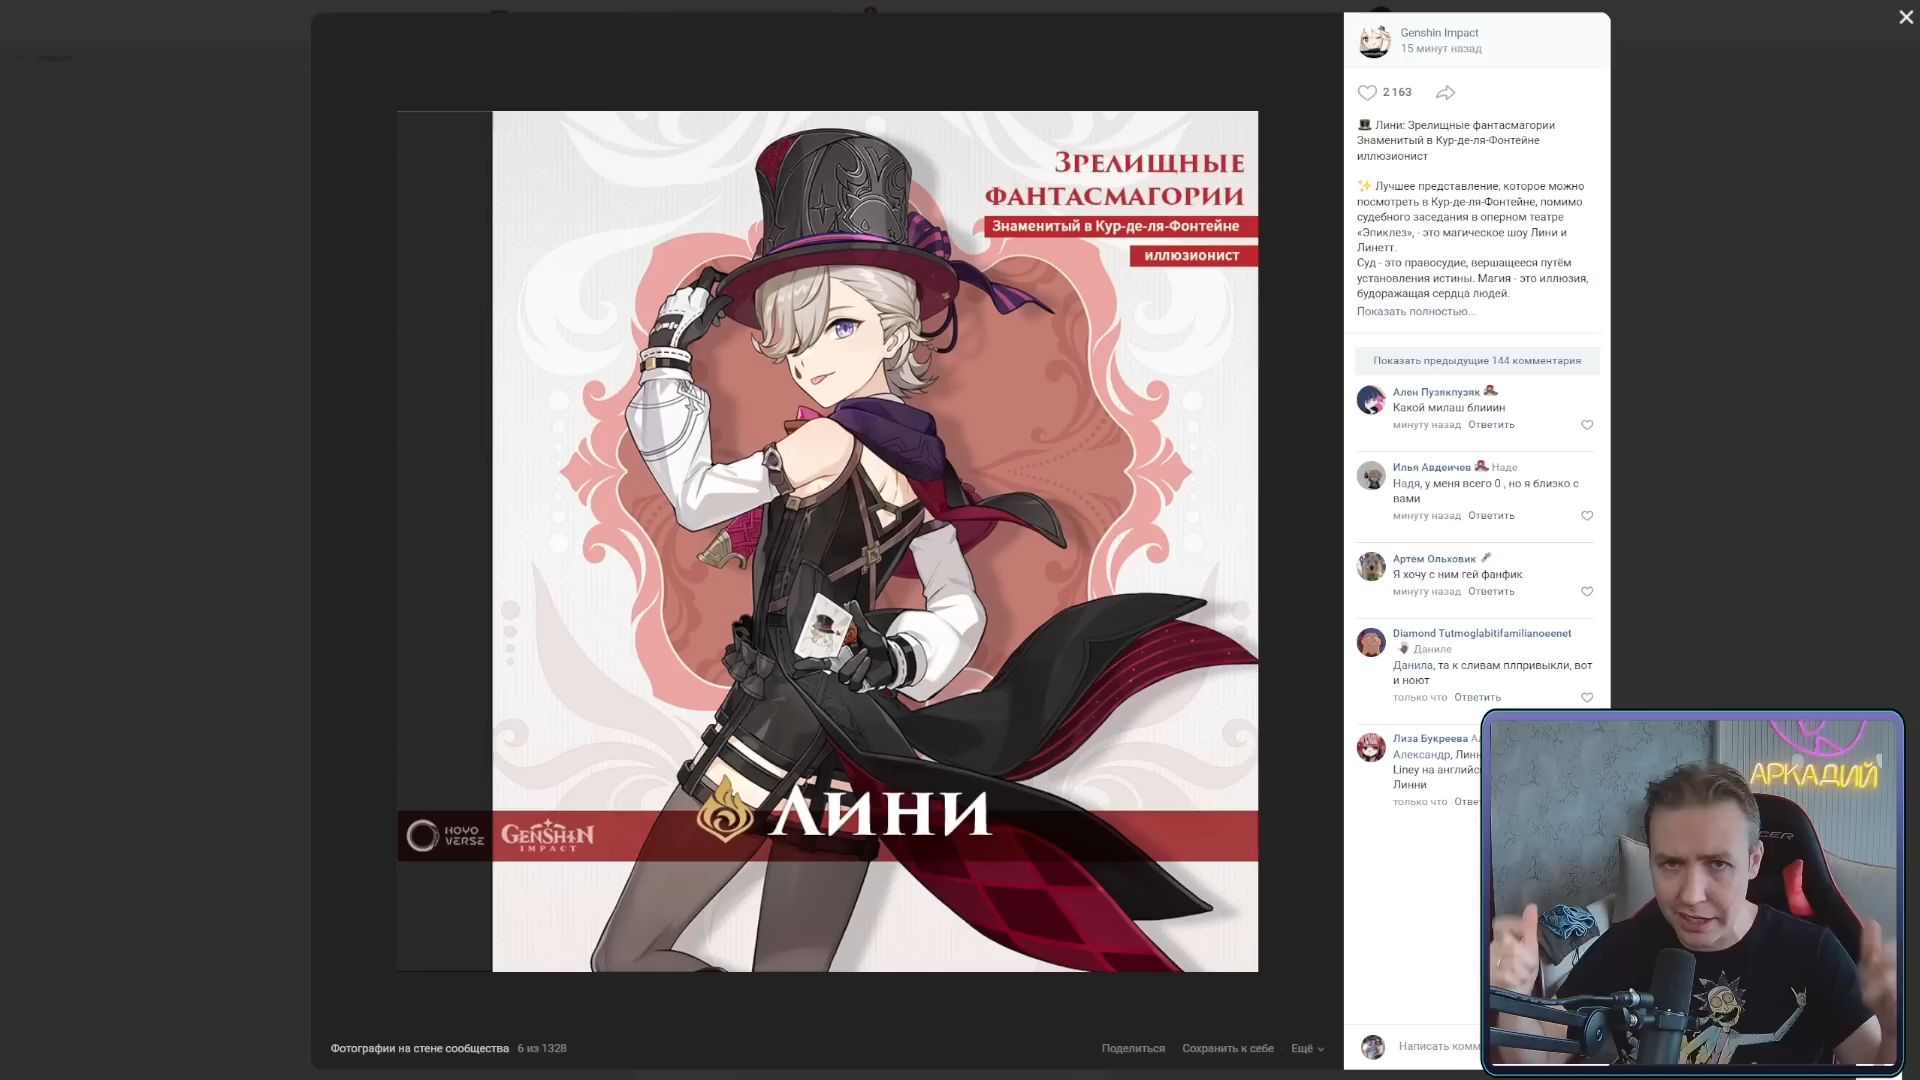 Genshin Impact
15 минут назад
2 163
🎩 Лини: Зрелищные фантасмагории
Знаменитый в Кур-де-ля-Фонтейне
иллюзионист
✨ Лучшее представление, которое можно
посмотреть в Кур-де-ля-Фонтейне, помимо
судебного заседания в оперном театре
«Эпиклез», - это магическое шоу Лини и
Линетт.
Суд - это правосудие, вершащееся путём
установления истины. Магия - это иллюзия,
будоражащая сердца людей.
Показать полностью...
Показать предыдущие 144 комментария
Ален Пузякпузяк
Какой милаш блииин
минуту назад Ответить
Илья Авдеичев Наде
Надя, у меня всего 0 , но я близко с
вами
минуту назад Ответить
Артем Ольховик
Я хочу с ним гей фанфик
минуту назад Ответить
Diamond Tutmoglabitifamilianoeenet
Даниле
Данила, та к сливам плпривыкли, вот
и ноют
только что Ответить
Лиза Букреева
Александр, Линн
Liney на английс
Линни
только что Отве
Написать комм
ЗРЕЛИЩНЫЕ
ФАНТАСМАГОРИИ
Знаменитый в Кур-де-ля-Фонтейне
иллюзионист
ЛИНИ
HOYO
VERSE
GENSHIN
IMPACT
Фотографии на стене сообщества 6 из 1328
Поделиться Сохранить к себе Ещё
АРКАДИЙ